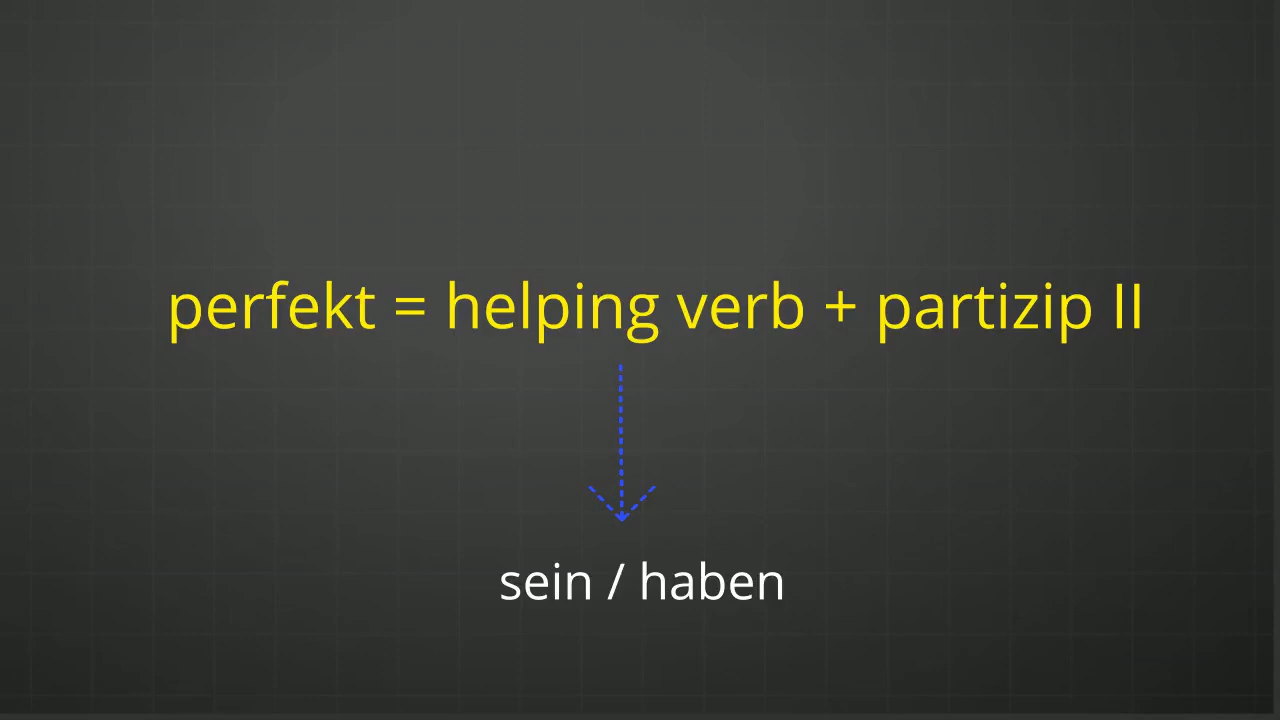 perfekt = helping verb + partizip II
sein / haben